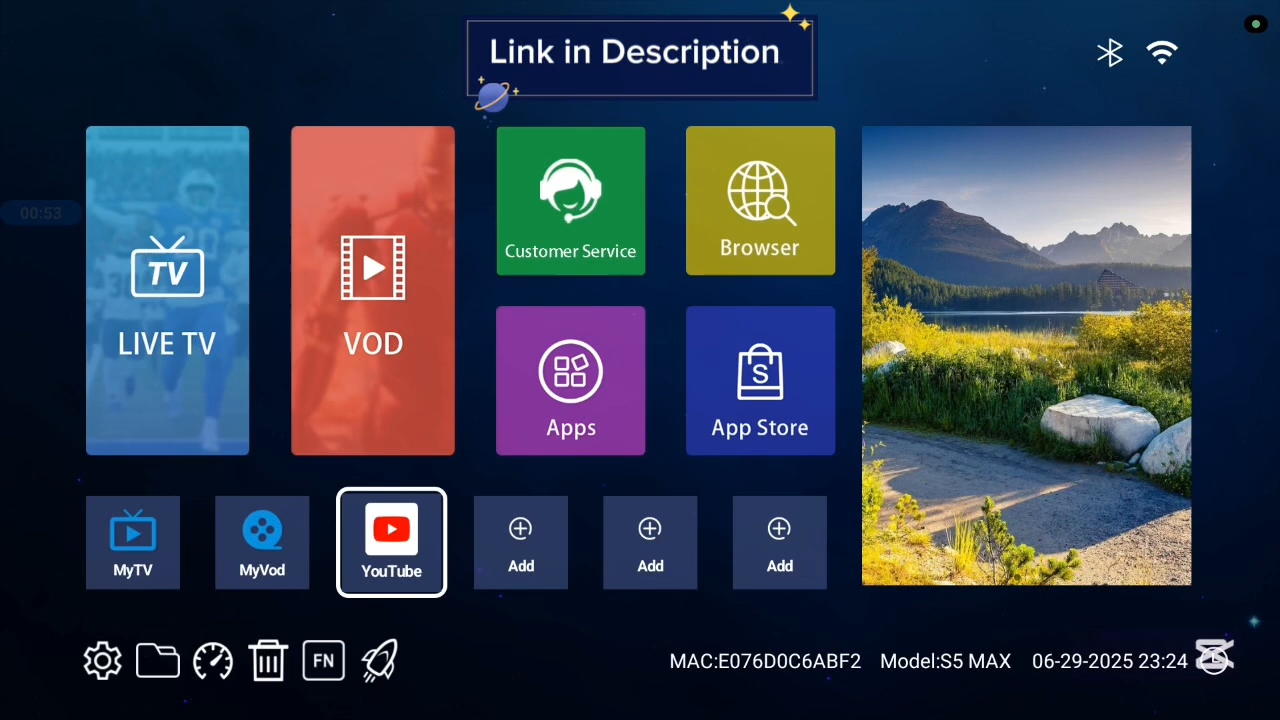 Link in Description
00:53
TV
LIVE TV
VOD
Customer Service
Browser
Apps
S
App Store
MyTV
MyVod
YouTube
Add
Add
Add
FN
MAC:E076D0C6ABF2 Model:S5 MAX 06-29-2025 23:24